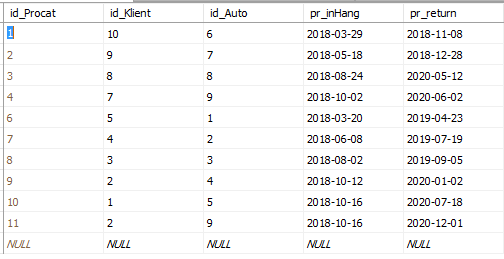 id_Procat id_Klient id_Auto pr_inHang pr_return
1 10 6 2018-03-29 2018-11-08
2 9 7 2018-05-18 2018-12-28
3 8 8 2018-08-24 2020-05-12
4 7 9 2018-10-02 2020-06-02
6 5 1 2018-03-20 2019-04-23
7 4 2 2018-06-08 2019-07-19
8 3 3 2018-08-02 2019-09-05
9 2 4 2018-10-12 2020-01-02
10 1 5 2018-10-16 2020-07-18
11 2 9 2018-10-16 2020-12-01
NULL NULL NULL NULL NULL